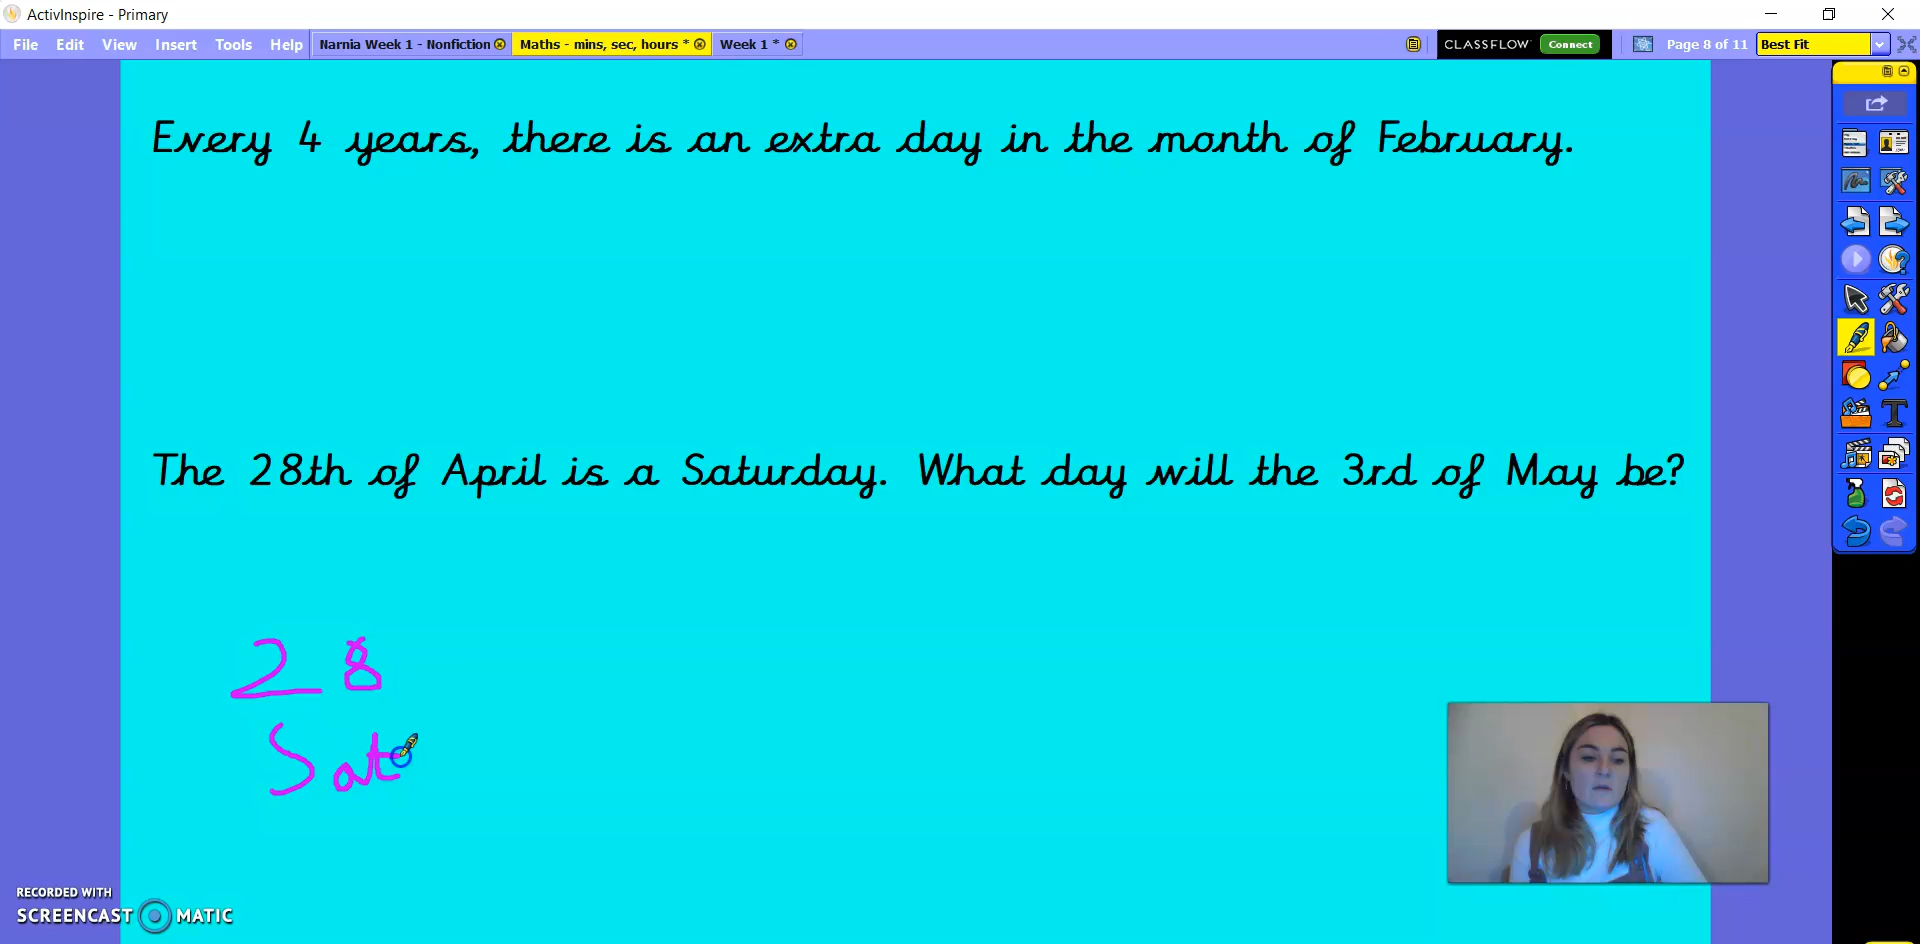 ActivInspire - Primary
File Edit View Insert Tools Help Narnia Week 1 - Nonfiction Maths - mins, sec, hours * Week 1 * CLASSFLOW Connect Page 8 of 11 Best Fit
Every 4 years, there is an extra day in the month of February.
The 28th of April is a Saturday. What day will the 3rd of May be?
28
Sat
RECORDED WITH
SCREENCAST MATIC